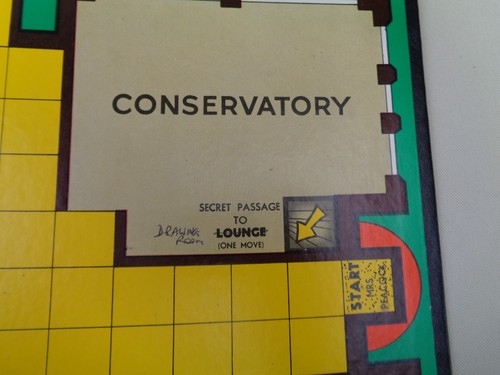 CONSERVATORY
SECRET PASSAGE
TO
DRAWING LOUNGE
ROOM (ONE MOVE)
START
MRS.
PEACOCK